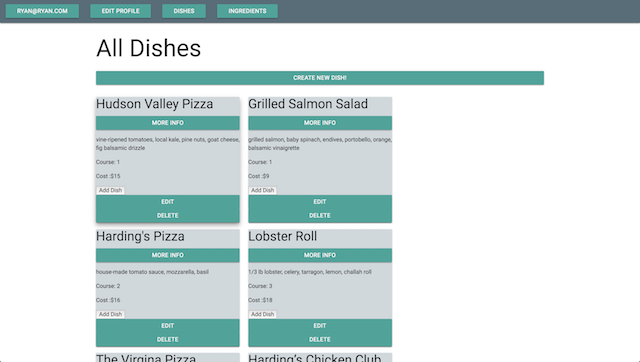 RYAN@RYAN.COM EDIT PROFILE DISHES INGREDIENTS
All Dishes
CREATE NEW DISH!
Hudson Valley Pizza
MORE INFO
vine-ripened tomatoes, local kale, pine nuts, goat cheese,
fig balsamic drizzle
Course: 1
Cost :$15
Add Dish
EDIT
DELETE
Grilled Salmon Salad
MORE INFO
grilled salmon, baby spinach, endives, portobello, orange,
balsamic vinaigrette
Course: 1
Cost :$9
Add Dish
EDIT
DELETE
Harding's Pizza
MORE INFO
house-made tomato sauce, mozzarella, basil
Course: 2
Cost :$16
Add Dish
EDIT
DELETE
Lobster Roll
MORE INFO
1/3 lb lobster, celery, tarragon, lemon, challah roll
Course: 3
Cost :$18
Add Dish
EDIT
DELETE
The Virgina Pizza
Harding's Chicken Club